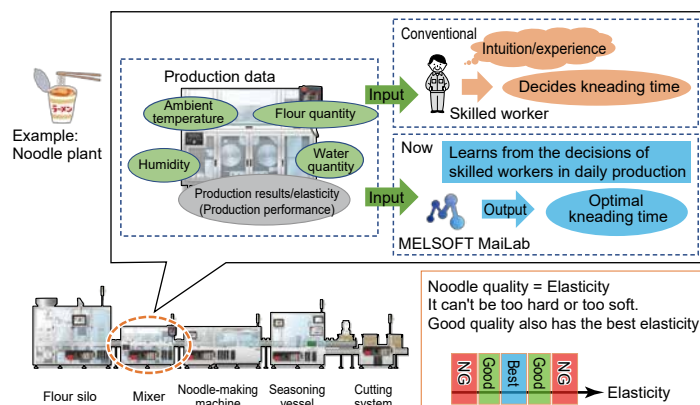 Example:
Noodle plant
ラーメン
Production data
Ambient
temperature
Flour quantity
Humidity
Water
quantity
Production results/elasticity
(Production performance)
Input
Input
Conventional
Intuition/experience
Decides kneading time
Skilled worker
Now
Learns from the decisions of
skilled workers in daily production
Output
Optimal
kneading time
MELSOFT MaiLab
Flour silo
Mixer
Noodle-making
machine
Seasoning
vessel
Cutting
system
Noodle quality = Elasticity
It can't be too hard or too soft.
Good quality also has the best elasticity
NG
Good
Best
Good
NG
Elasticity